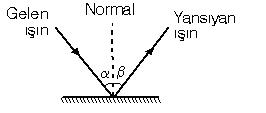 Gelen
ışın
Normal
Yansıyan
ışın
α β